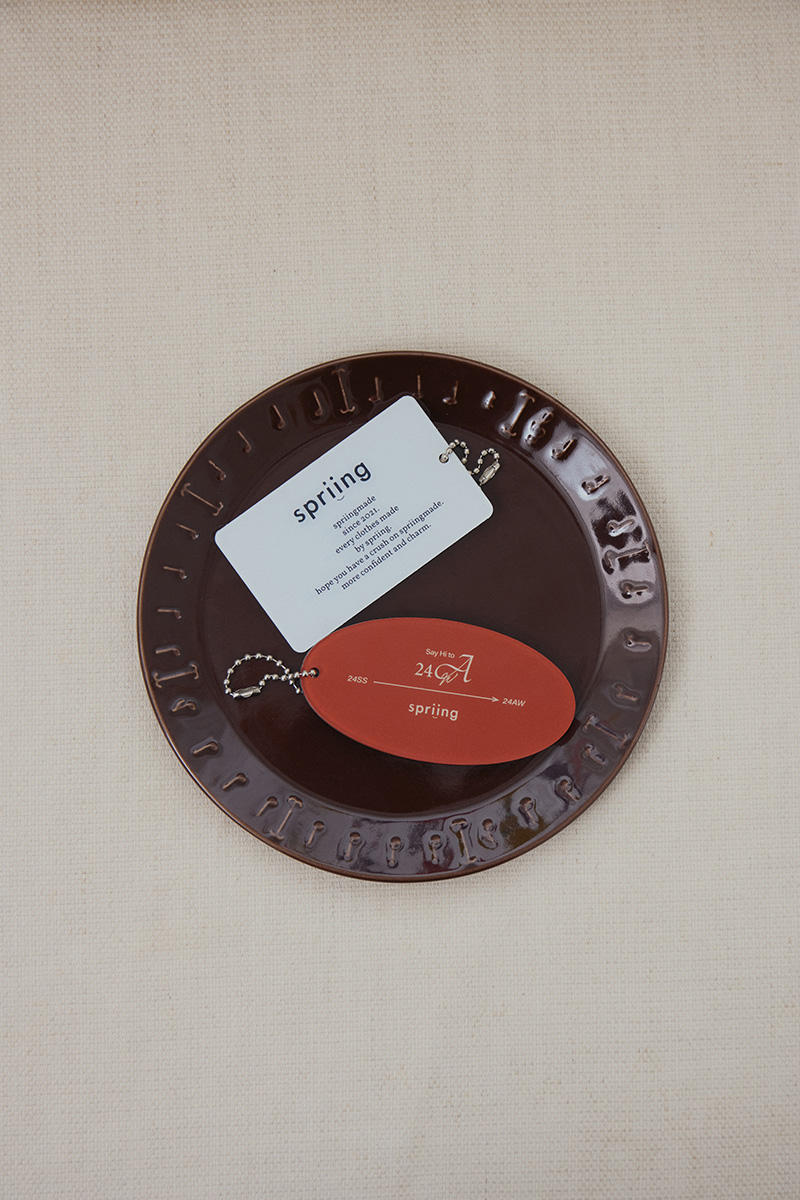 spriing
spriingmade
since 2021.
every clothes made
by spriing.
hope you have a crush on spriingmade.
more confident and charm.
Say Hi to
24AW
24SS
24AW
spriing